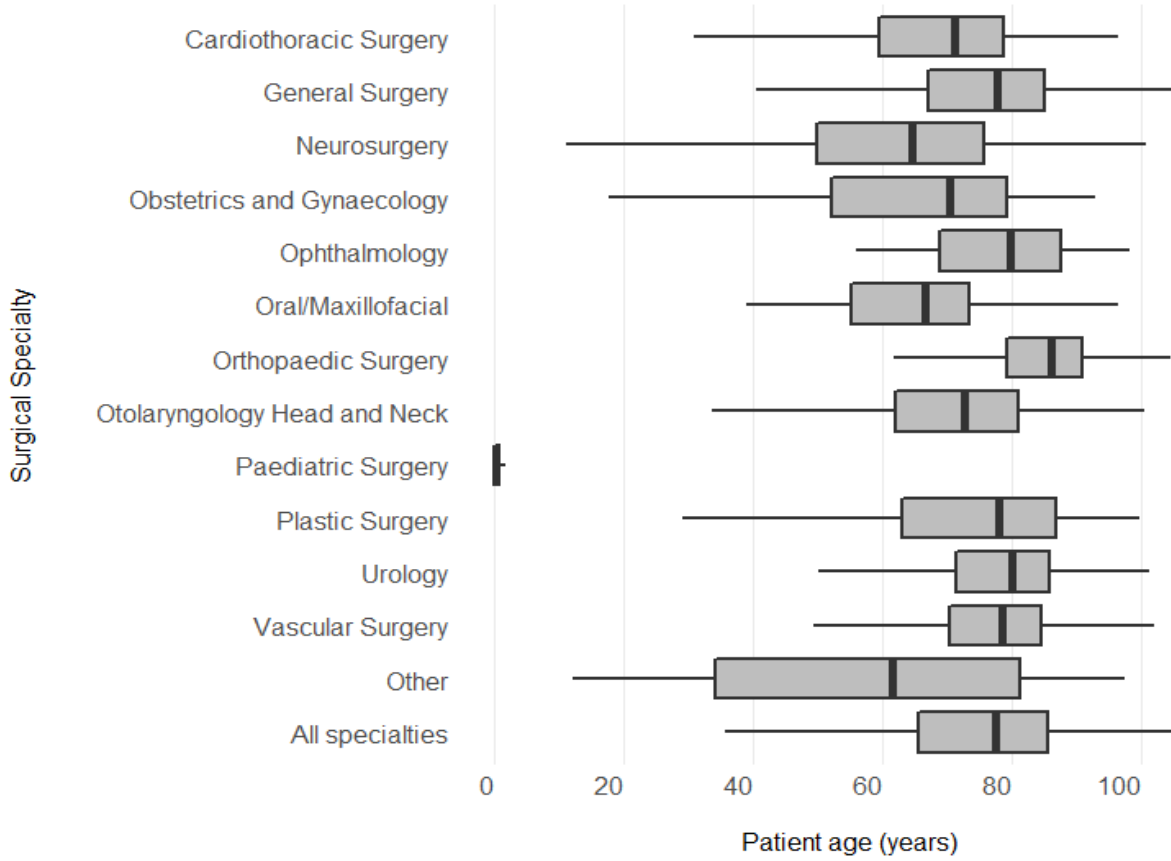 Surgical Specialty
Cardiothoracic Surgery
General Surgery
Neurosurgery
Obstetrics and Gynaecology
Ophthalmology
Oral/Maxillofacial
Orthopaedic Surgery
Otolaryngology Head and Neck
Paediatric Surgery
Plastic Surgery
Urology
Vascular Surgery
Other
All specialties
0 20 40 60 80 100
Patient age (years)